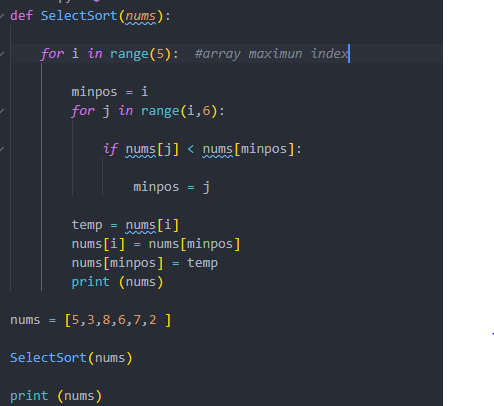 def SelectSort(nums):
for i in range(5):  #array maximun index
minpos = i
for j in range(i,6):
if nums[j] < nums[minpos]:
minpos = j
temp = nums[i]
nums[i] = nums[minpos]
nums[minpos] = temp
print (nums)
nums = [5,3,8,6,7,2 ]
SelectSort(nums)
print (nums)